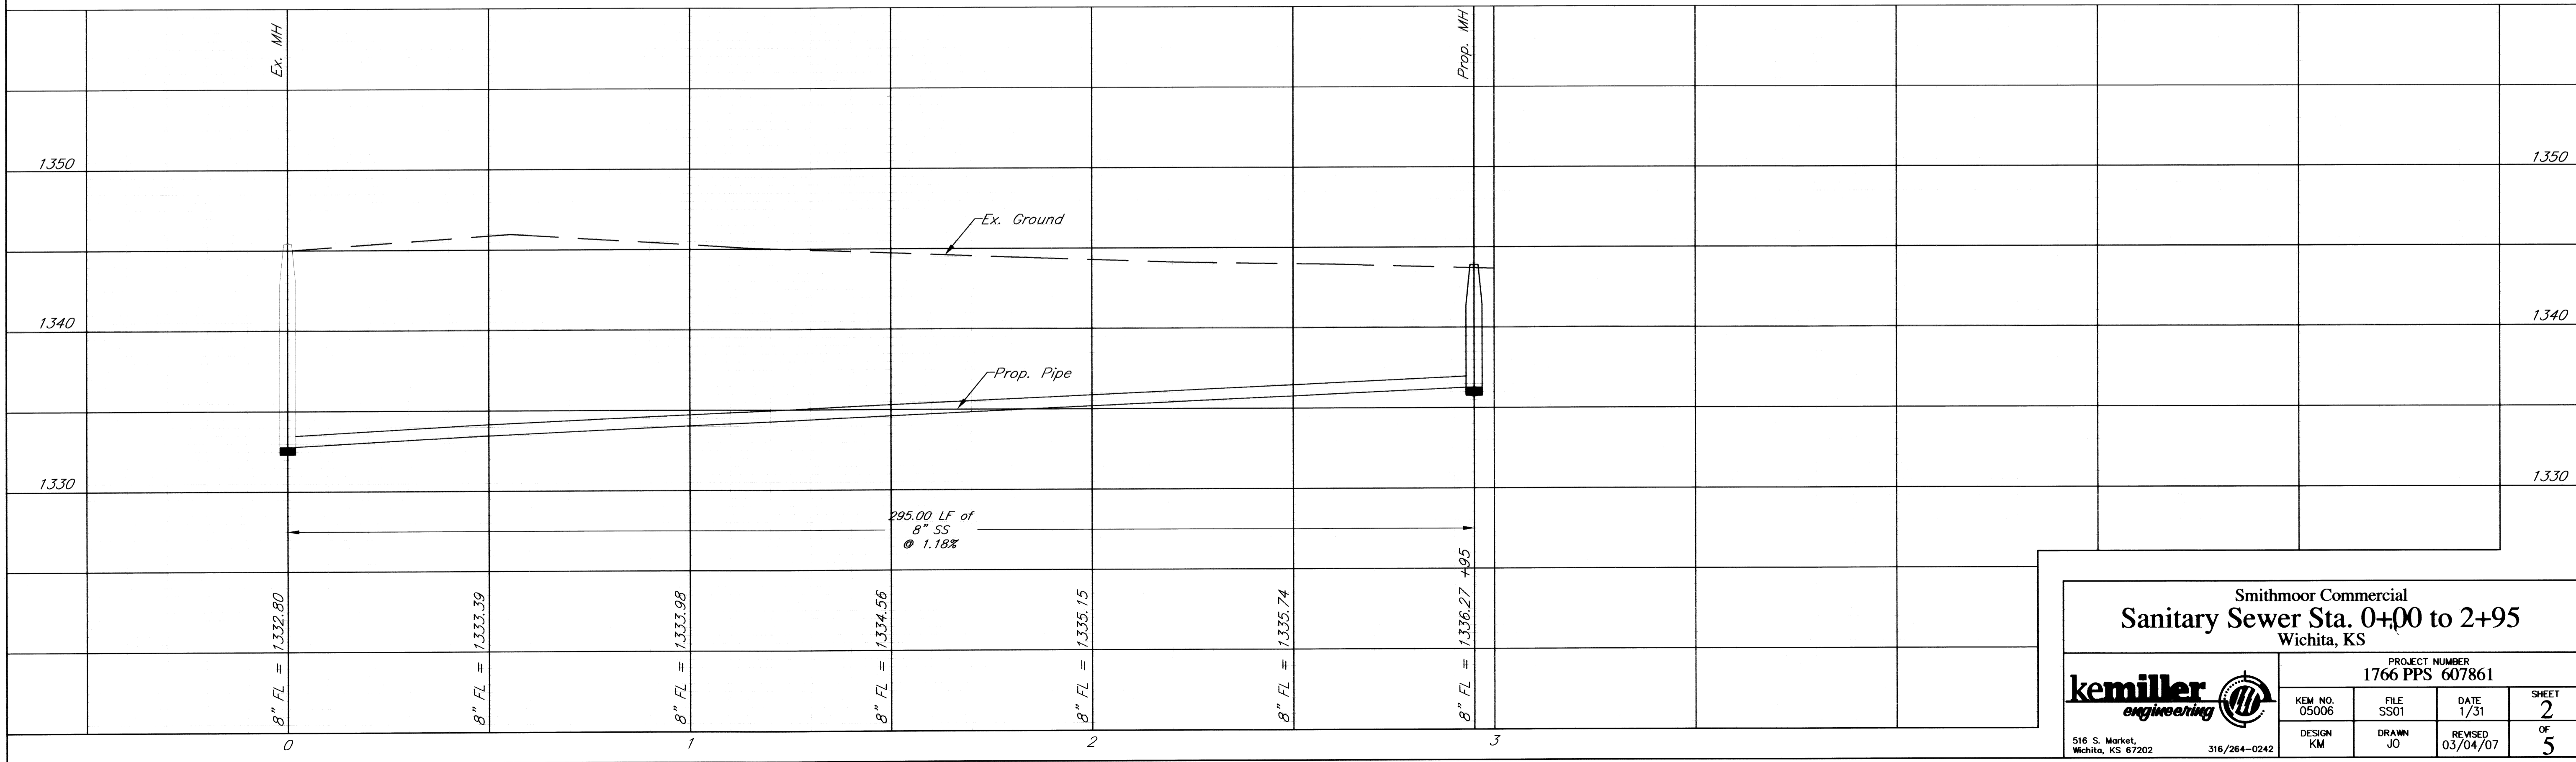 Ex. MH
Prop. MH
1350
1350
Ex. Ground
1340
1340
Prop. Pipe
1330
1330
295.00 LF of
8" SS
@ 1.18%
8" FL = 1332.80
8" FL = 1333.39
8" FL = 1333.98
8" FL = 1334.56
8" FL = 1335.15
8" FL = 1335.74
8" FL = 1336.27 +95
0
1
2
3
Smithmoor Commercial
Sanitary Sewer Sta. 0+00 to 2+95
Wichita, KS
kemiller
engineering
516 S. Market,
Wichita, KS 67202
316/264-0242
PROJECT NUMBER
1766 PPS 607861
KEM NO.
05006
FILE
SS01
DATE
1/31
SHEET
2
OF
5
DESIGN
KM
DRAWN
JO
REVISED
03/04/07